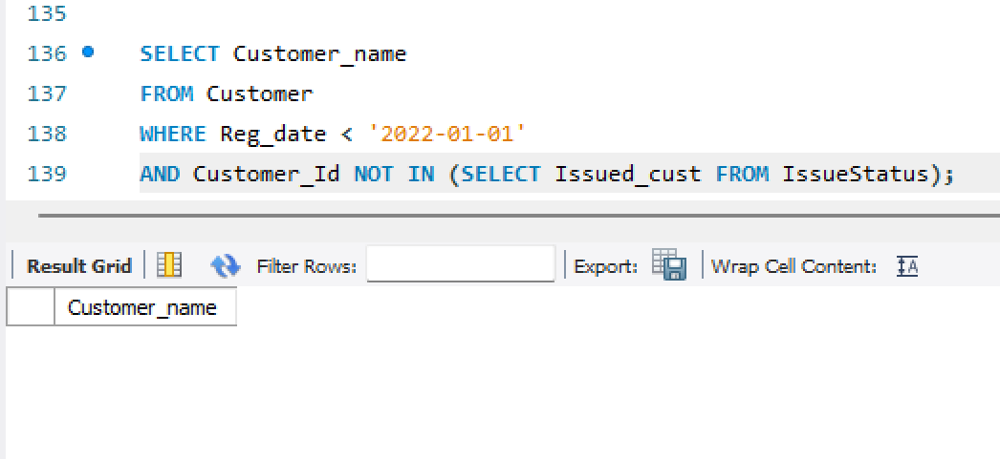 135
136 SELECT Customer_name
137 FROM Customer
138 WHERE Reg_date < '2022-01-01'
139 AND Customer_Id NOT IN (SELECT Issued_cust FROM IssueStatus);
Result Grid Filter Rows: Export: Wrap Cell Content: IA
Customer_name